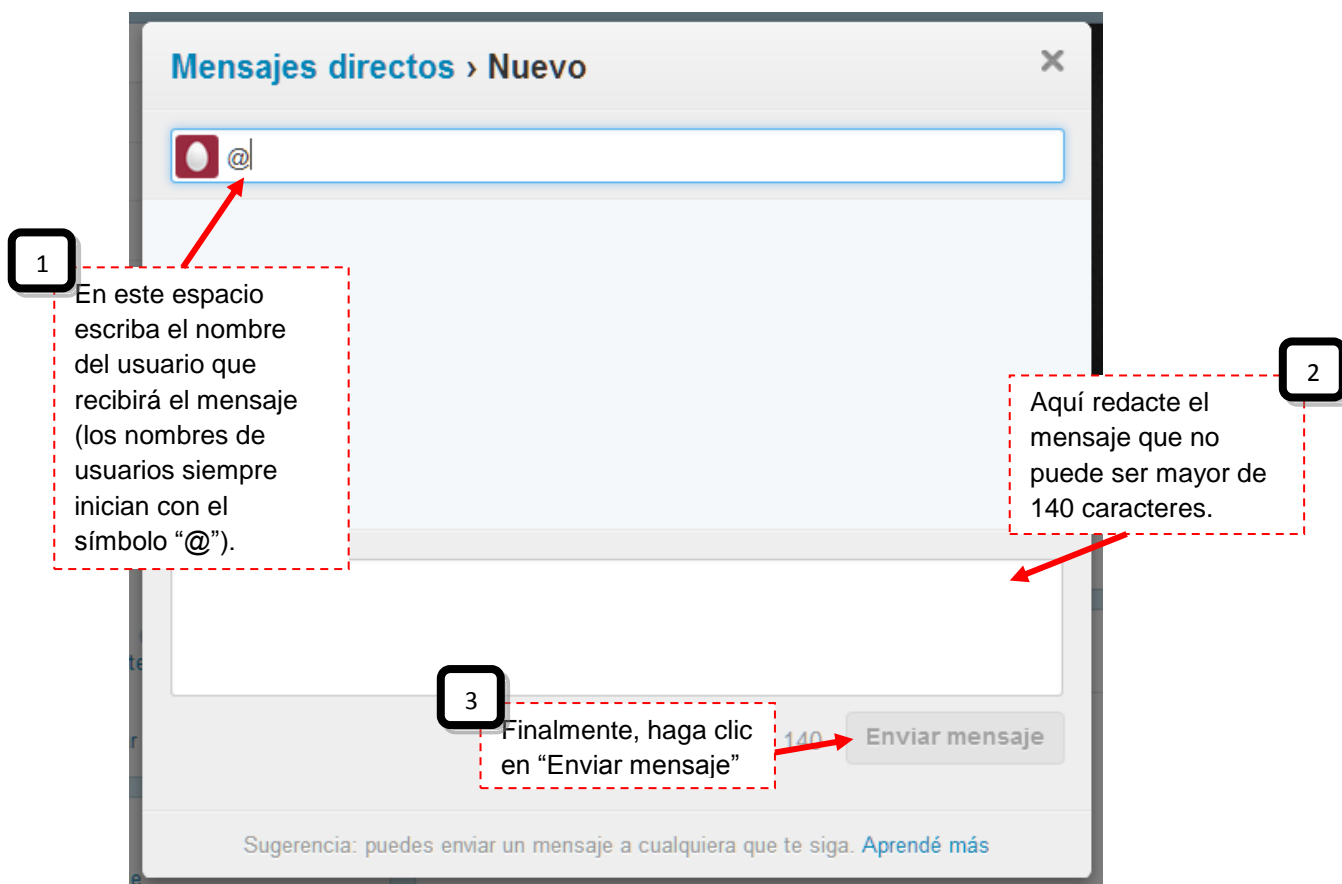 Mensajes directos › Nuevo
@
1
En este espacio
escriba el nombre
del usuario que
recibirá el mensaje
(los nombres de
usuarios siempre
inician con el
símbolo “@”).
2
Aquí redacte el
mensaje que no
puede ser mayor de
140 caracteres.
3
Finalmente, haga clic
en “Enviar mensaje”
140
Enviar mensaje
Sugerencia: puedes enviar un mensaje a cualquiera que te siga. Aprendé más